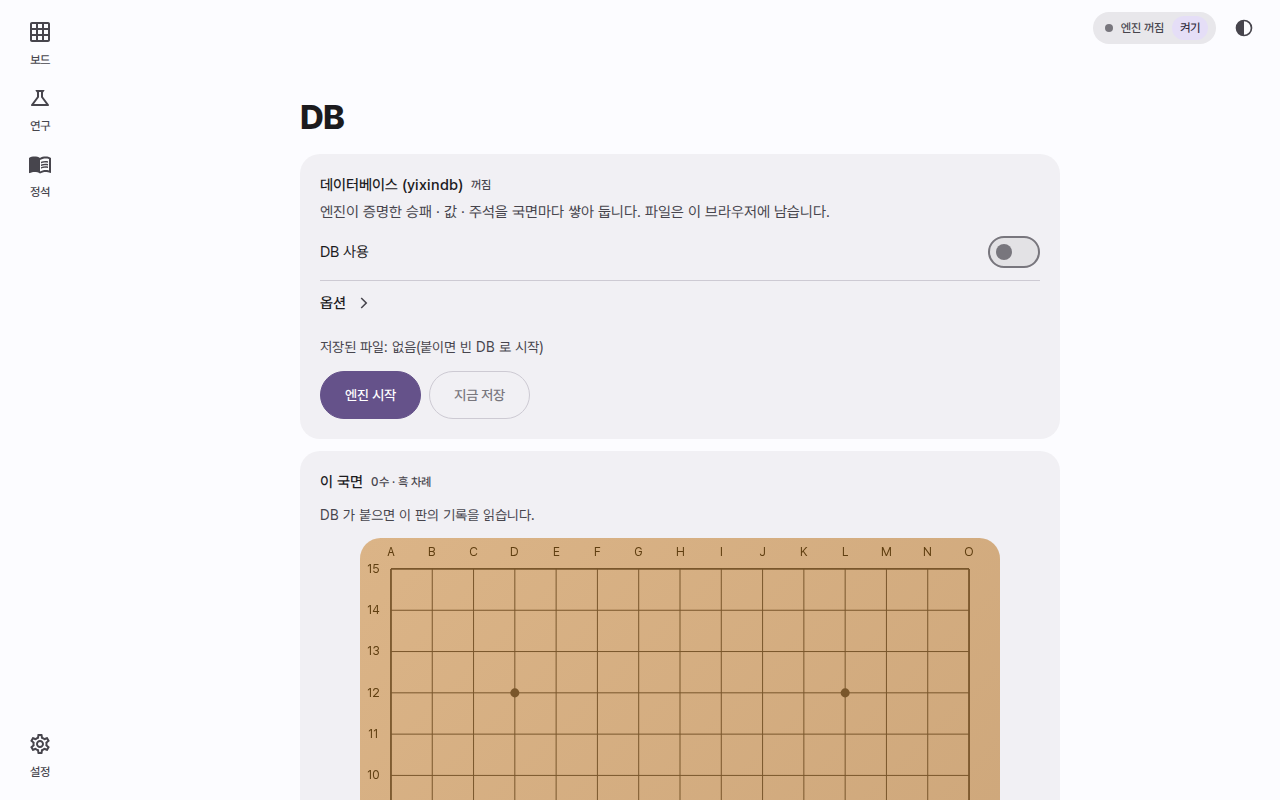 보드
연구
정석
설정
엔진 꺼짐 켜기
DB
데이터베이스 (yixindb) 꺼짐
엔진이 증명한 승패 · 값 · 주석을 국면마다 쌓아 둡니다. 파일은 이 브라우저에 남습니다.
DB 사용
옵션
저장된 파일: 없음(붙이면 빈 DB 로 시작)
엔진 시작 지금 저장
이 국면 0수 · 흑 차례
DB 가 붙으면 이 판의 기록을 읽습니다.
A B C D E F G H I J K L M N O
15
14
13
12
11
10